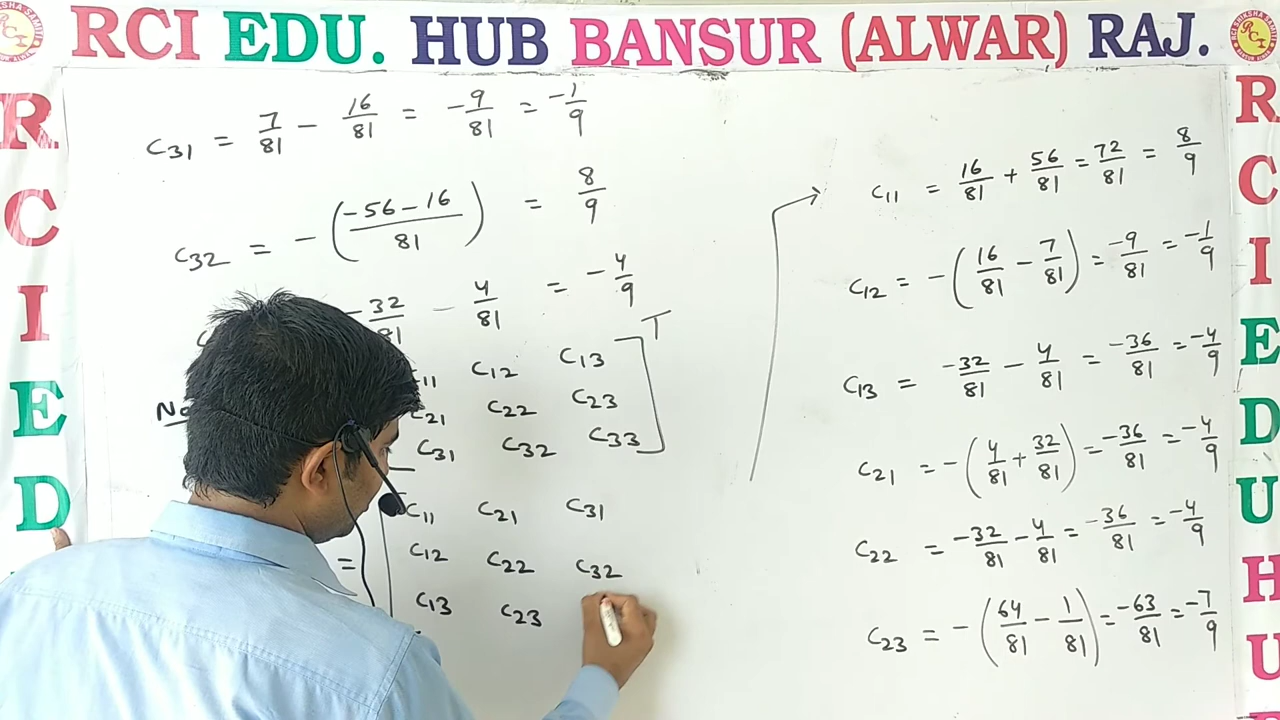 RCI EDU. HUB BANSUR (ALWAR) RAJ.
R
C
I
E
D
C31 = 7/81 - 16/81 = -9/81 = -1/9
C32 = -((-56-16)/81) = 8/9
-32/81 - 4/81 = -4/9
C11 C12 C13
C21 C22 C23
C31 C32 C33
T
C11 C21 C31
= C12 C22 C32
C13 C23
C11 = 16/81 + 56/81 = 72/81 = 8/9
C12 = -(16/81 - 7/81) = -9/81 = -1/9
C13 = -32/81 - 4/81 = -36/81 = -4/9
C21 = -(4/81 + 32/81) = -36/81 = -4/9
C22 = -32/81 - 4/81 = -36/81 = -4/9
C23 = -(64/81 - 1/81) = -63/81 = -7/9
R
C
I
E
D
U
H
U